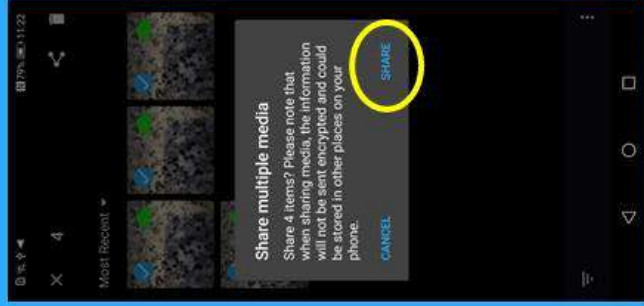 79% 11:22
4
Most Recent
Share multiple media
Share 4 items? Please note that
when sharing media, the information
will not be sent encrypted and could
be stored in other places on your
phone.
CANCEL SHARE